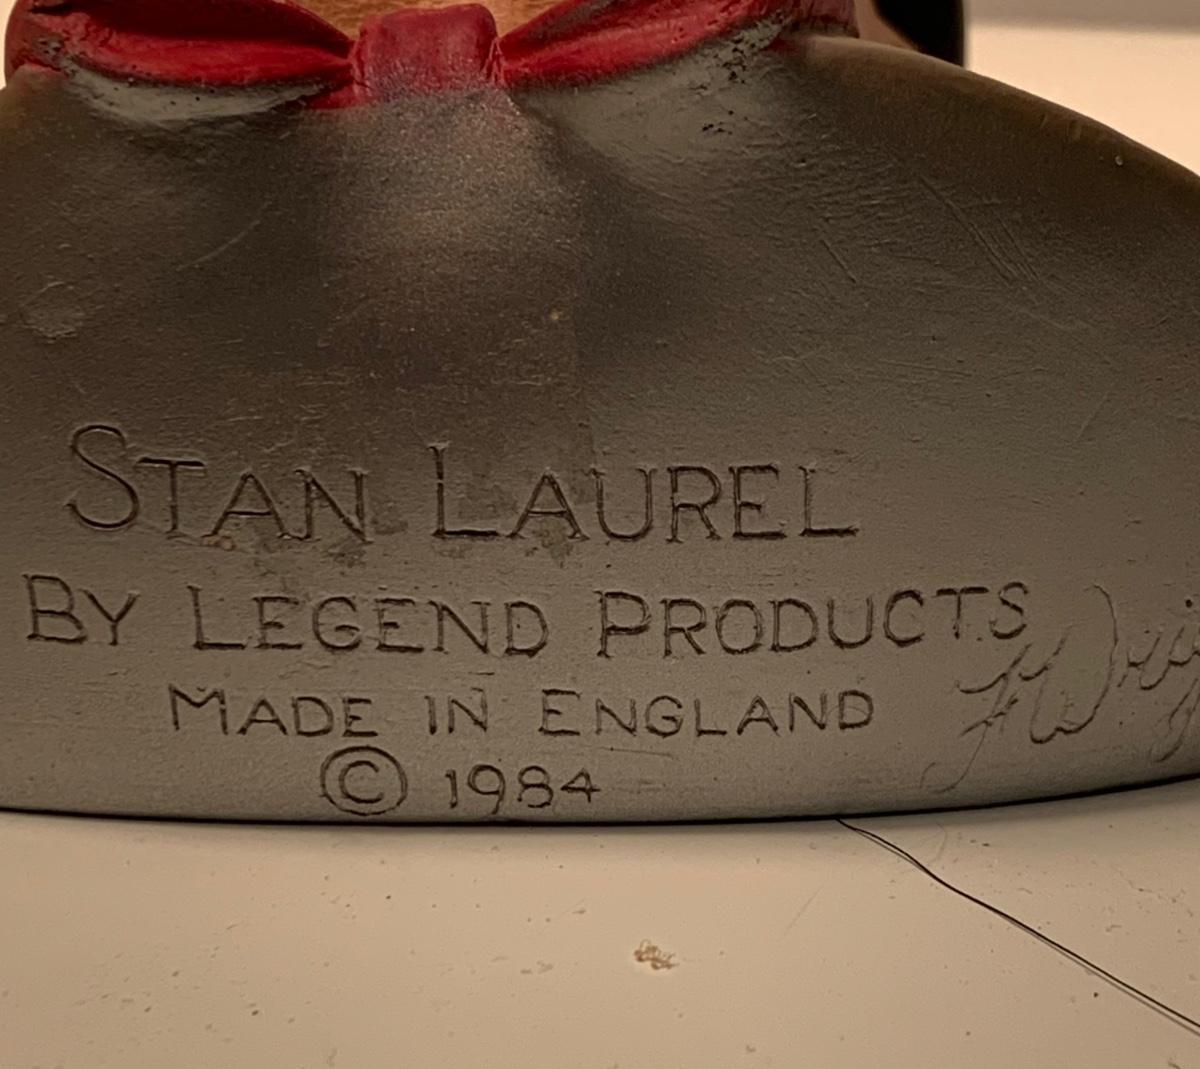 STAN LAUREL
BY LEGEND PRODUCTS
MADE IN ENGLAND
© 1984